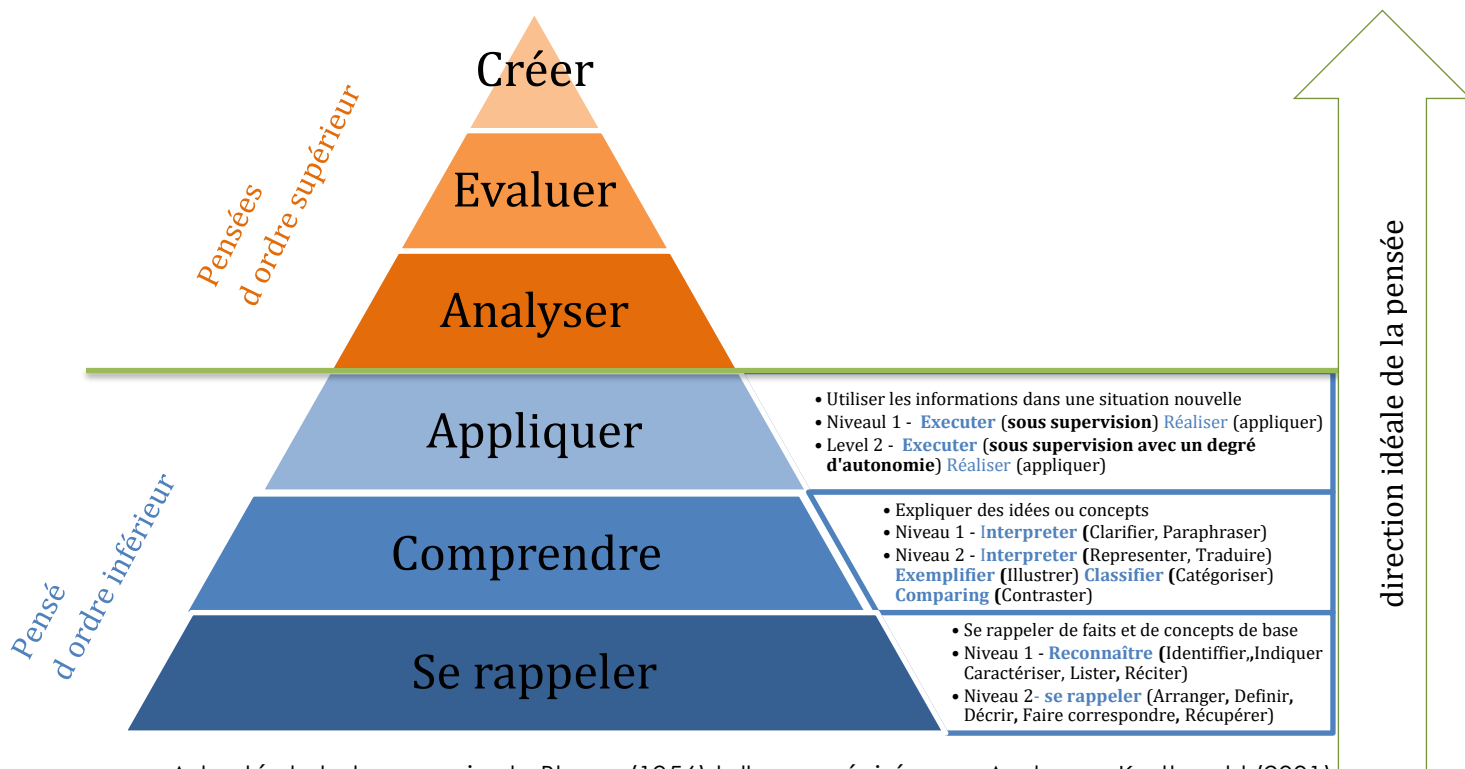 Créer
Evaluer
Analyser
Appliquer
Comprendre
Se rappeler
Pensées
d ordre supérieur
Pensé
d ordre inférieur
• Utiliser les informations dans une situation nouvelle
• Niveaul 1 - Executer (sous supervision) Réaliser (appliquer)
• Level 2 - Executer (sous supervision avec un degré
d'autonomie) Réaliser (appliquer)
• Expliquer des idées ou concepts
• Niveau 1 - Interpreter (Clarifier, Paraphraser)
• Niveau 2 - Interpreter (Representer, Traduire)
Exemplifier (Illustrer) Classifier (Catégoriser)
Comparing (Contraster)
• Se rappeler de faits et de concepts de base
• Niveau 1 - Reconnaître (Identiffier,,Indiquer
Caractériser, Lister, Réciter)
• Niveau 2- se rappeler (Arranger, Definir,
Décrir, Faire correspondre, Récupérer)
direction idéale de la pensée